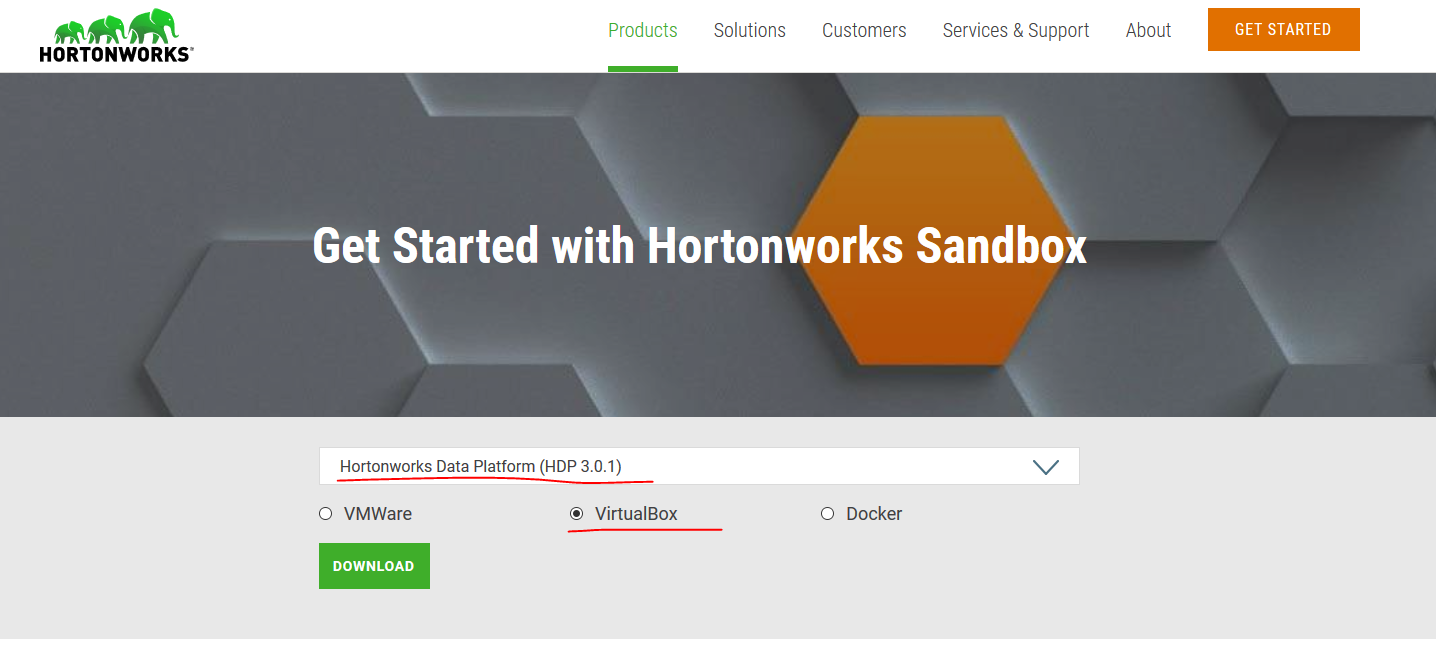 HORTONWORKS®
Products Solutions Customers Services & Support About GET STARTED
Get Started with Hortonworks Sandbox
Hortonworks Data Platform (HDP 3.0.1)
VMWare VirtualBox Docker
DOWNLOAD